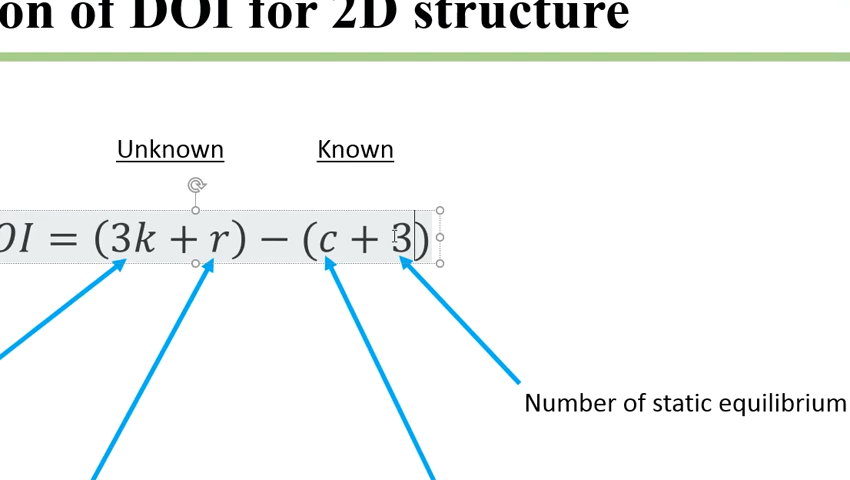 on of DOI for 2D structure
Unknown Known
OI = (3k + r) − (c + 3)
Number of static equilibrium